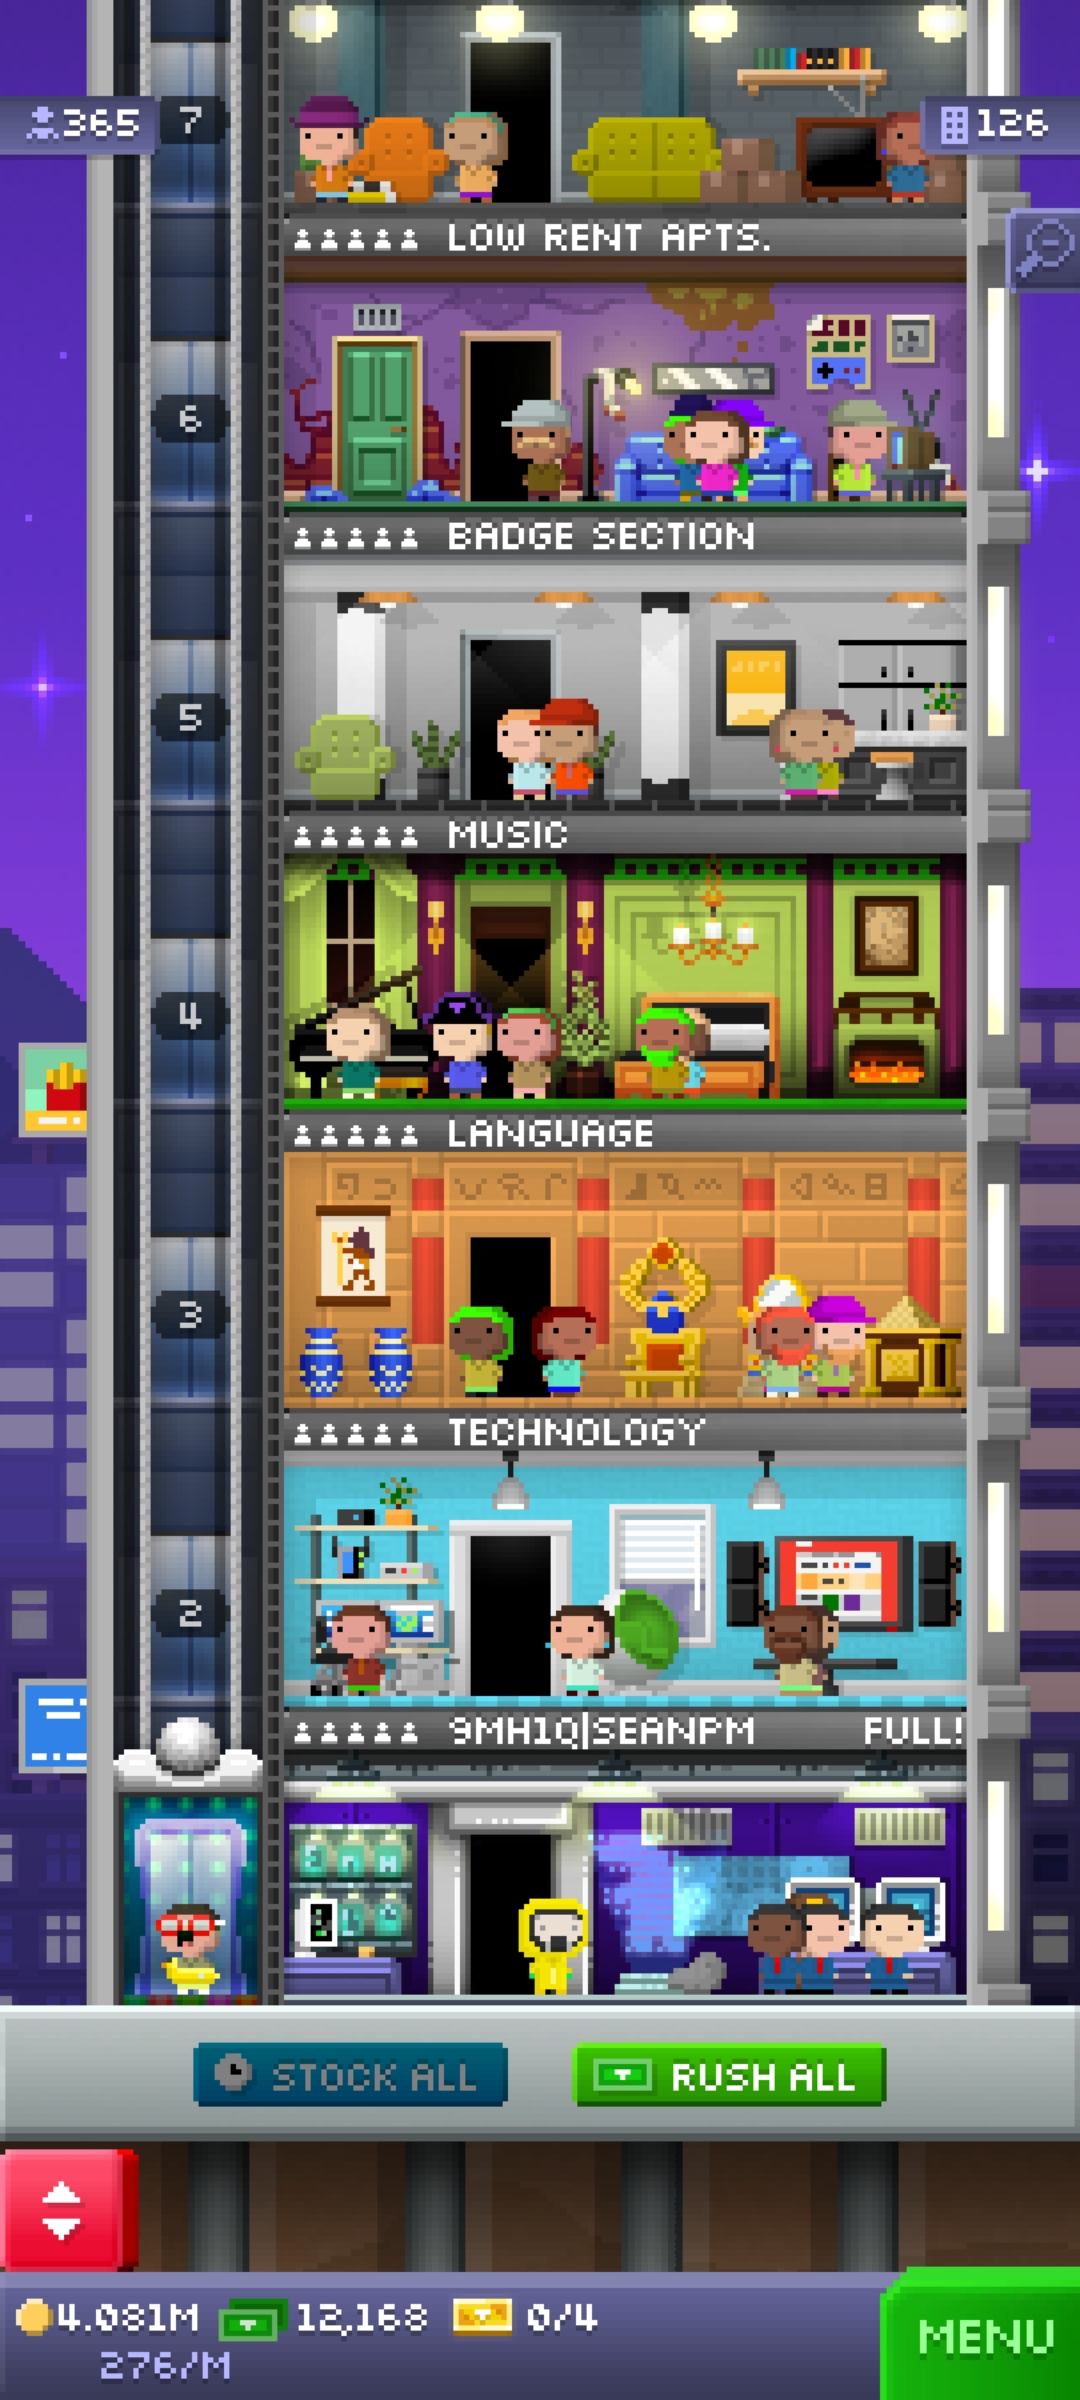 365
7
126
LOW RENT APTS.
6
BADGE SECTION
5
MUSIC
4
LANGUAGE
3
TECHNOLOGY
2
9MH1Q|SEANPM FULL!
STOCK ALL
RUSH ALL
4.081M
12,168
0/4
276/M
MENU